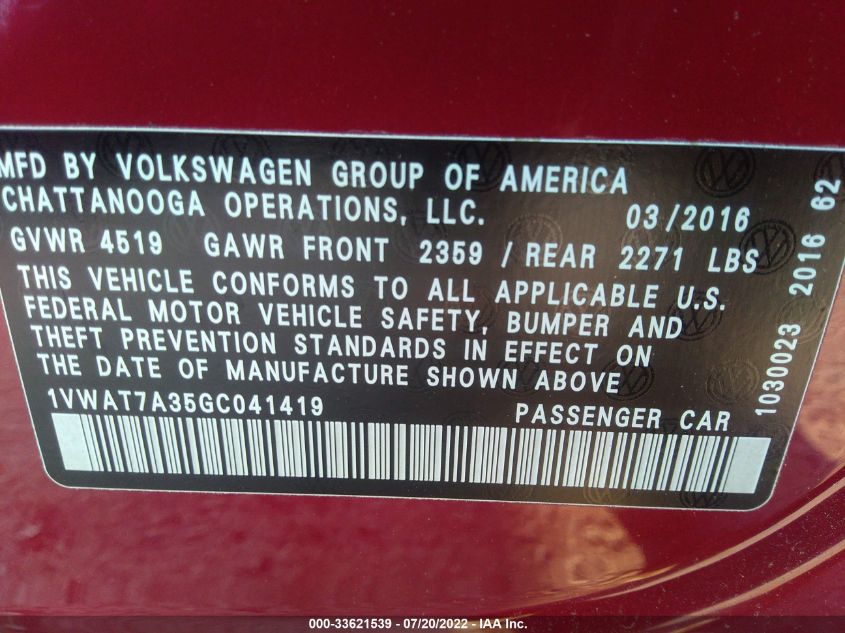 MFD BY VOLKSWAGEN GROUP OF AMERICA
CHATTANOOGA OPERATIONS, LLC. 03/2016
GVWR 4519 GAWR FRONT 2359 / REAR 2271 LBS
THIS VEHICLE CONFORMS TO ALL APPLICABLE U.S.
FEDERAL MOTOR VEHICLE SAFETY, BUMPER AND
THEFT PREVENTION STANDARDS IN EFFECT ON
THE DATE OF MANUFACTURE SHOWN ABOVE
1VWAT7A35GC041419 PASSENGER CAR
1030023 2016 62
000-33621539 - 07/20/2022 - IAA Inc.